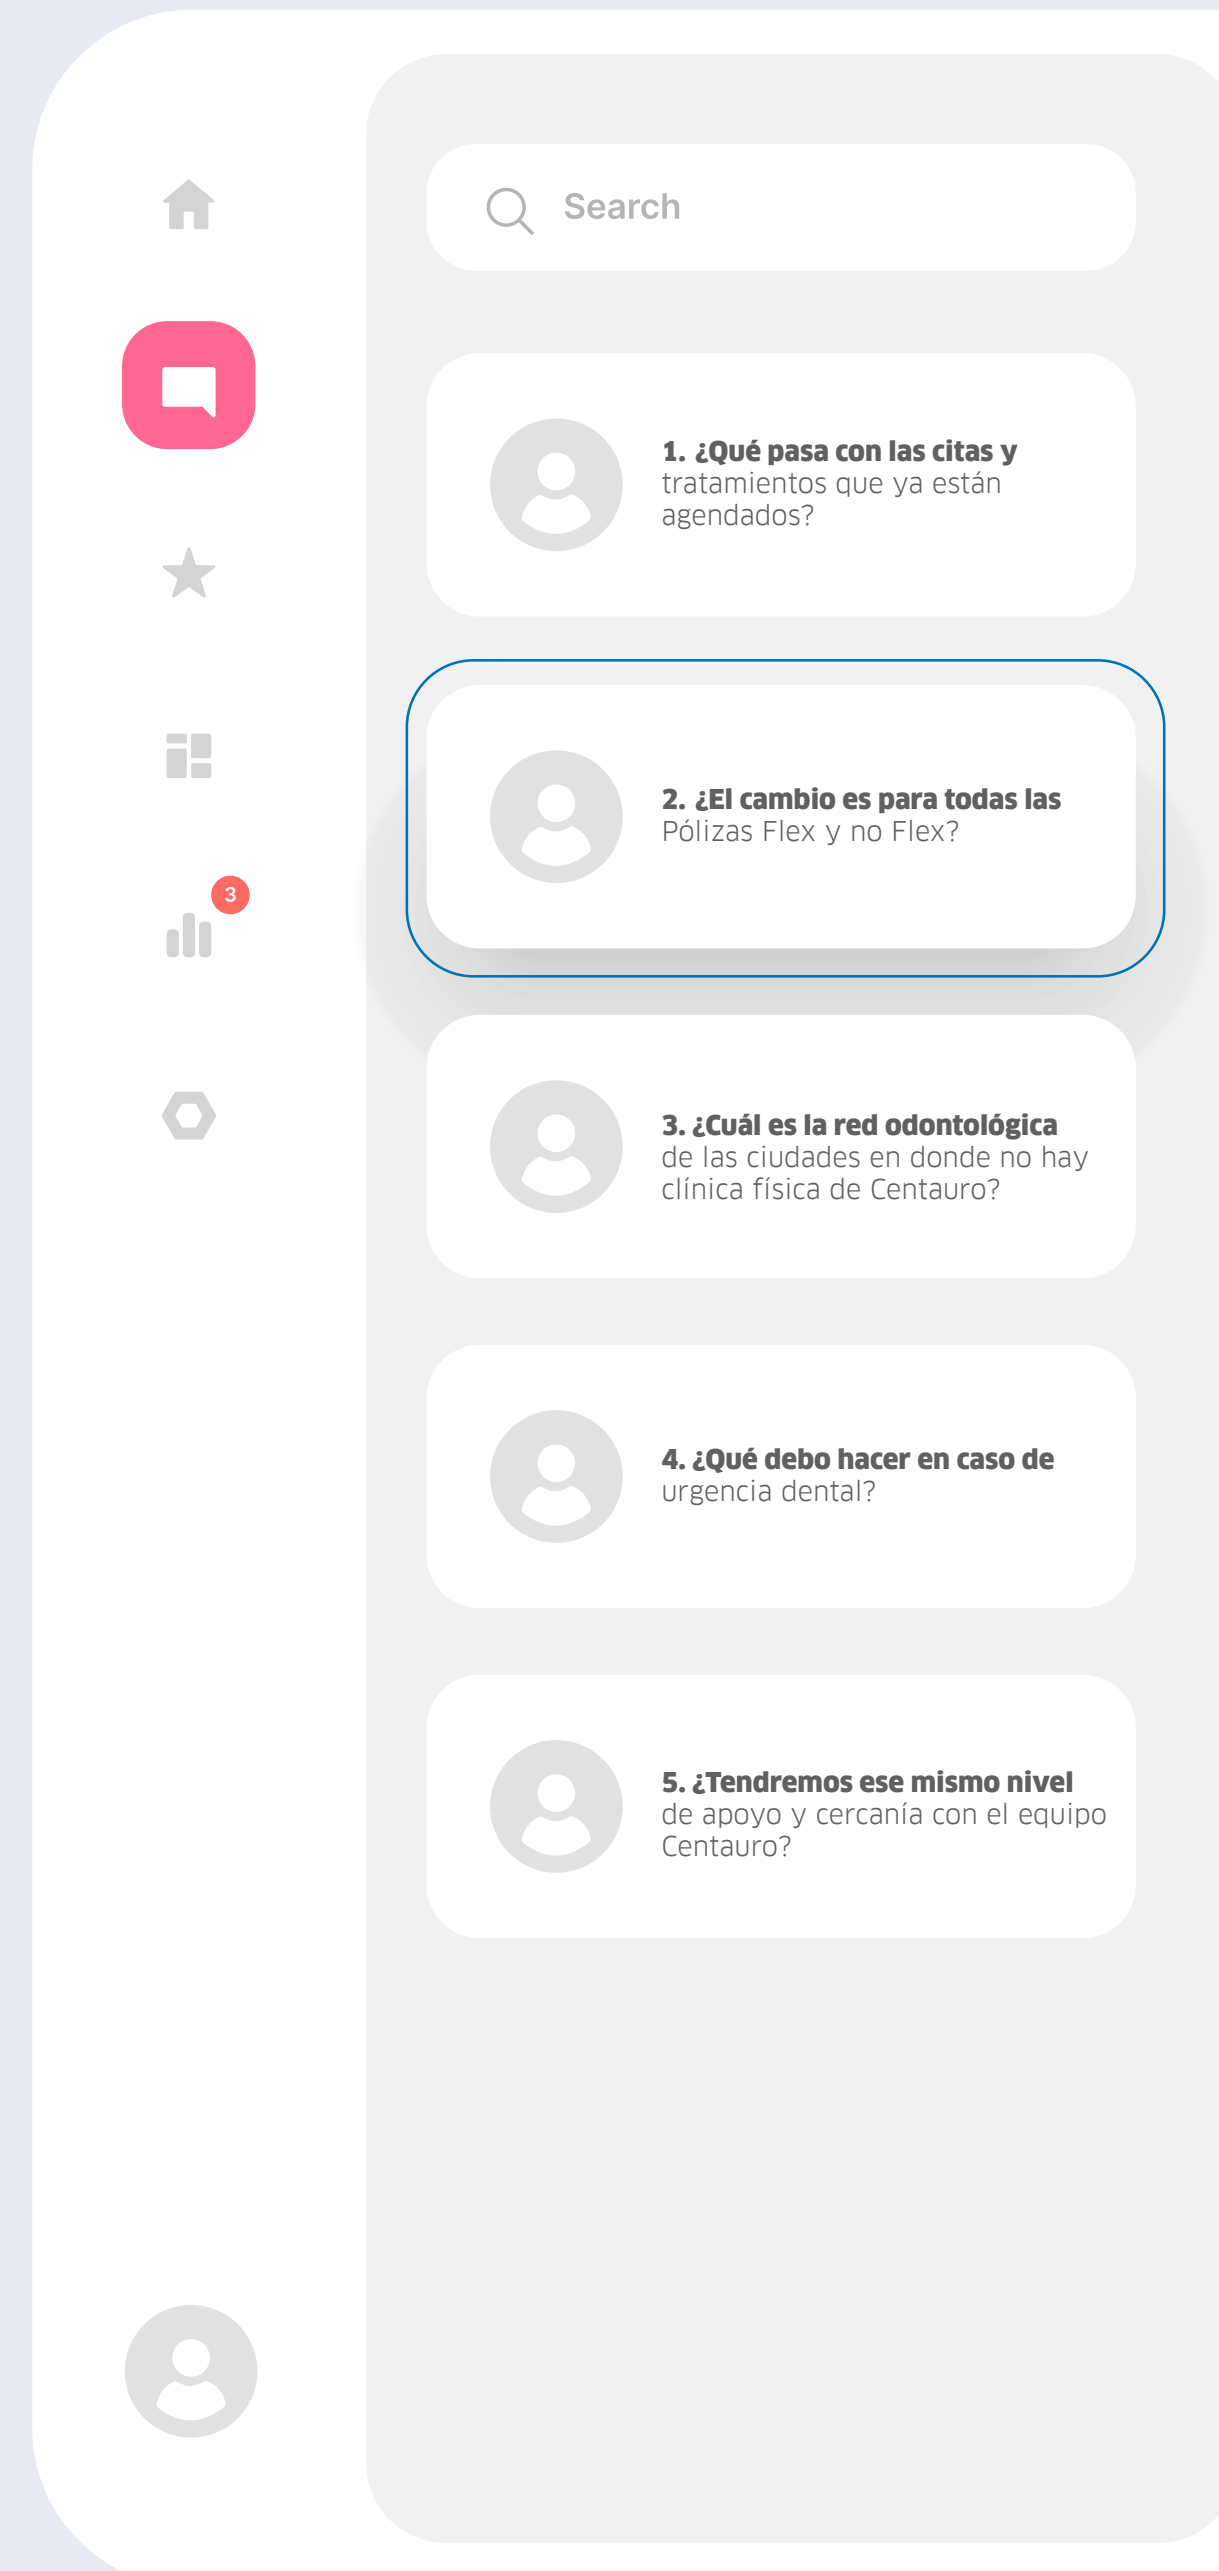 Search
1. ¿Qué pasa con las citas y
tratamientos que ya están
agendados?
2. ¿El cambio es para todas las
Pólizas Flex y no Flex?
3
3. ¿Cuál es la red odontológica
de las ciudades en donde no hay
clínica física de Centauro?
4. ¿Qué debo hacer en caso de
urgencia dental?
5. ¿Tendremos ese mismo nivel
de apoyo y cercanía con el equipo
Centauro?